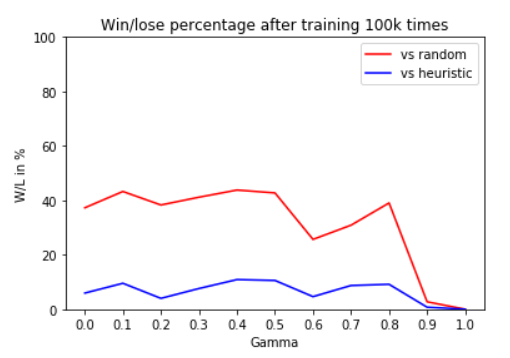 Win/lose percentage after training 100k times
100
80
60
40
20
0
W/L in %
vs random
vs heuristic
0.0 0.1 0.2 0.3 0.4 0.5 0.6 0.7 0.8 0.9 1.0
Gamma